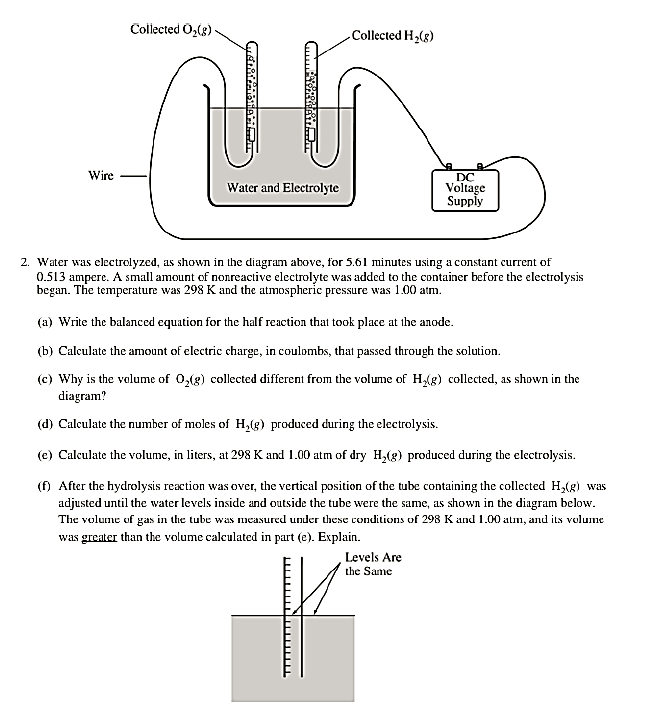 Collected O₂(g)
Collected H₂(g)
Wire
Water and Electrolyte
DC
Voltage
Supply
2. Water was electrolyzed, as shown in the diagram above, for 5.61 minutes using a constant current of
0.513 ampere. A small amount of nonreactive electrolyte was added to the container before the electrolysis
began. The temperature was 298 K and the atmospheric pressure was 1.00 atm.
(a) Write the balanced equation for the half reaction that took place at the anode.
(b) Calculate the amount of electric charge, in coulombs, that passed through the solution.
(c) Why is the volume of O₂(g) collected different from the volume of H₂(g) collected, as shown in the
diagram?
(d) Calculate the number of moles of H₂(g) produced during the electrolysis.
(e) Calculate the volume, in liters, at 298 K and 1.00 atm of dry H₂(g) produced during the electrolysis.
(f) After the hydrolysis reaction was over, the vertical position of the tube containing the collected H₂(g) was
adjusted until the water levels inside and outside the tube were the same, as shown in the diagram below.
The volume of gas in the tube was measured under these conditions of 298 K and 1.00 atm, and its volume
was greater than the volume calculated in part (e). Explain.
Levels Are
the Same